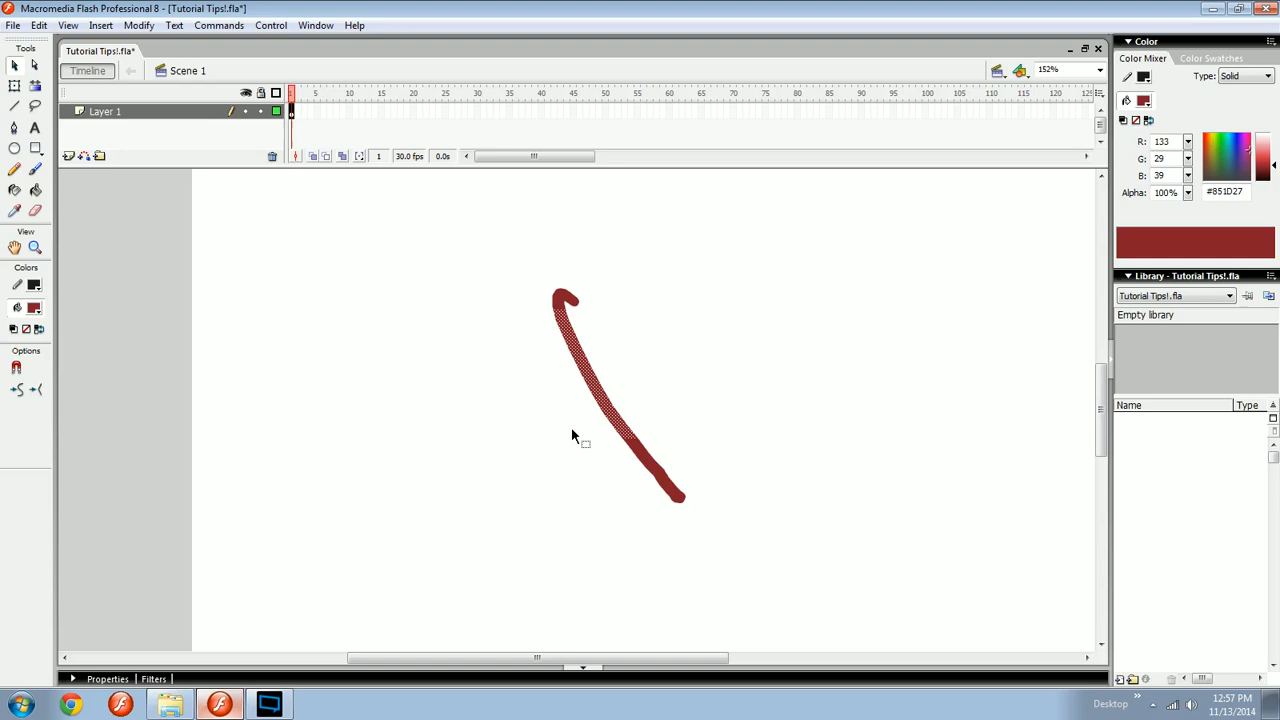 Macromedia Flash Professional 8 - [Tutorial Tips!.fla*]
File Edit View Insert Modify Text Commands Control Window Help
Tools
Tutorial Tips!.fla*
Color
Color Mixer Color Swatches
Timeline Scene 1 152%
Type: Solid
5 10 15 20 25 30 35 40 45 50 55 60 65 70 75 80 85 90 95 100 105 110 115 120 125
Layer 1
1 30.0 fps 0.0s
R: 133
G: 29
B: 39
Alpha: 100% #851D27
View
Colors
Options
Library - Tutorial Tips!.fla
Tutorial Tips!.fla
Empty library
Name Type
Properties Filters
Desktop
12:57 PM
11/13/2014